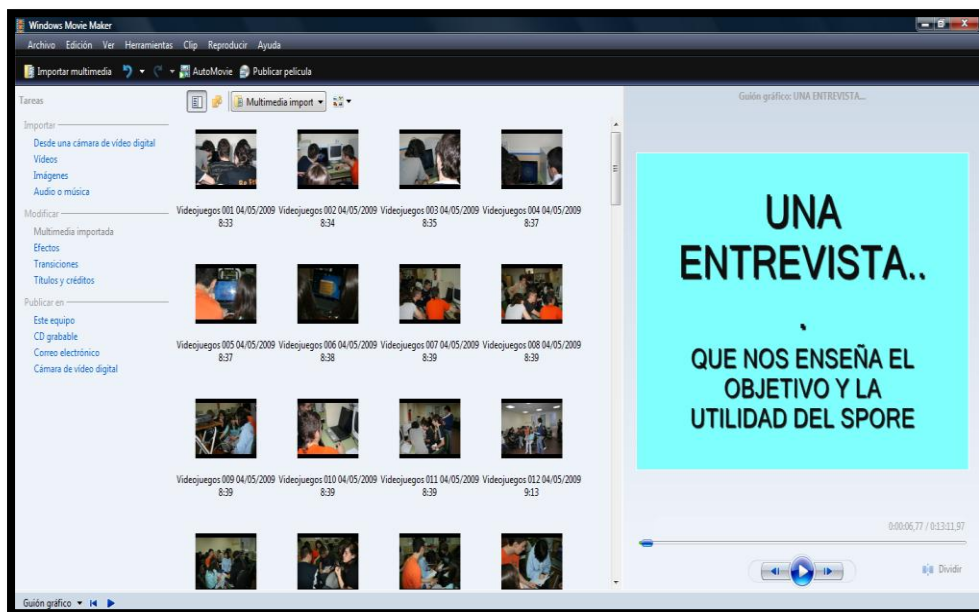 Windows Movie Maker
Archivo Edición Ver Herramientas Clip Reproducir Ayuda
Importar multimedia AutoMovie Publicar película
Tareas
Importar
Desde una cámara de vídeo digital
Vídeos
Imágenes
Audio o música
Modificar
Multimedia importada
Efectos
Transiciones
Títulos y créditos
Publicar en
Este equipo
CD grabable
Correo electrónico
Cámara de vídeo digital
Multimedia import
Videojuegos 001 04/05/2009 Videojuegos 002 04/05/2009 Videojuegos 003 04/05/2009 Videojuegos 004 04/05/2009
8:33 8:34 8:35 8:37
Videojuegos 005 04/05/2009 Videojuegos 006 04/05/2009 Videojuegos 007 04/05/2009 Videojuegos 008 04/05/2009
8:37 8:38 8:39 8:39
Videojuegos 009 04/05/2009 Videojuegos 010 04/05/2009 Videojuegos 011 04/05/2009 Videojuegos 012 04/05/2009
8:39 8:39 8:39 9:13
Guión gráfico: UNA ENTREVISTA...
UNA
ENTREVISTA..
.
QUE NOS ENSEÑA EL
OBJETIVO Y LA
UTILIDAD DEL SPORE
0:00:06,77 / 0:13:11,97
Dividir
Guión gráfico